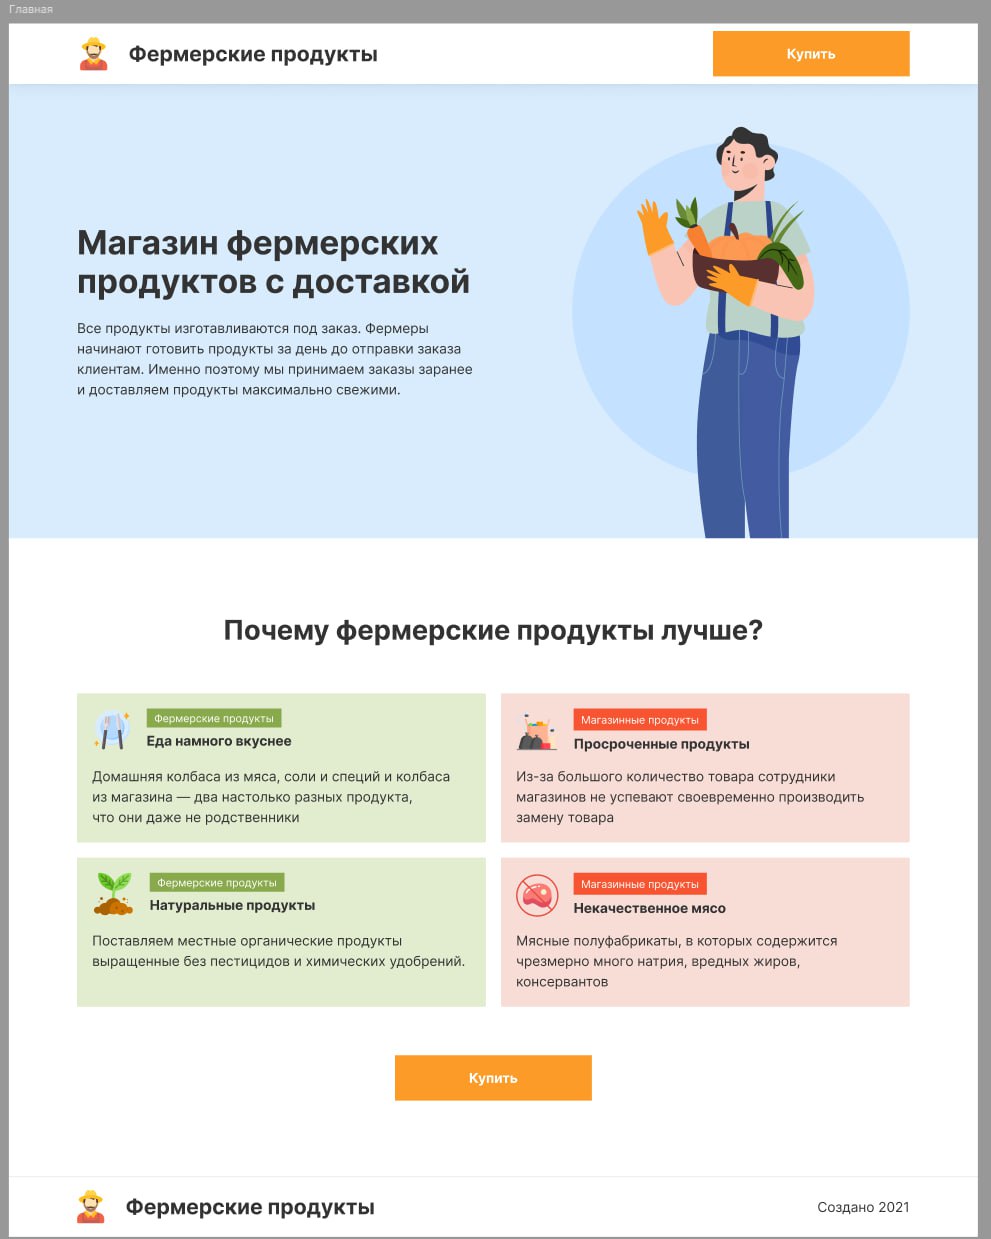 Главная
Фермерские продукты
Купить
Магазин фермерских
продуктов с доставкой
Все продукты изготавливаются под заказ. Фермеры
начинают готовить продукты за день до отправки заказа
клиентам. Именно поэтому мы принимаем заказы заранее
и доставляем продукты максимально свежими.
Почему фермерские продукты лучше?
Фермерские продукты
Еда намного вкуснее
Домашняя колбаса из мяса, соли и специй и колбаса
из магазина — два настолько разных продукта,
что они даже не родственники
Магазинные продукты
Просроченные продукты
Из-за большого количество товара сотрудники
магазинов не успевают своевременно производить
замену товара
Фермерские продукты
Натуральные продукты
Поставляем местные органические продукты
выращенные без пестицидов и химических удобрений.
Магазинные продукты
Некачественное мясо
Мясные полуфабрикаты, в которых содержится
чрезмерно много натрия, вредных жиров,
консервантов
Купить
Фермерские продукты
Создано 2021